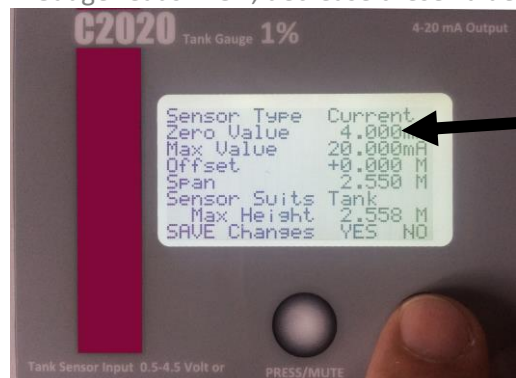 C2020 Tank Gauge 1% 4-20 mA Output
Sensor Type Current
Zero Value 4.000m
Max Value 20.000mA
Offset +0.000 M
Span 2.550 M
Sensor Suits Tank
Max Height 2.558 M
SAVE Changes YES NO
Tank Sensor Input 0.5-4.5 Volt or PRESS/MUTE